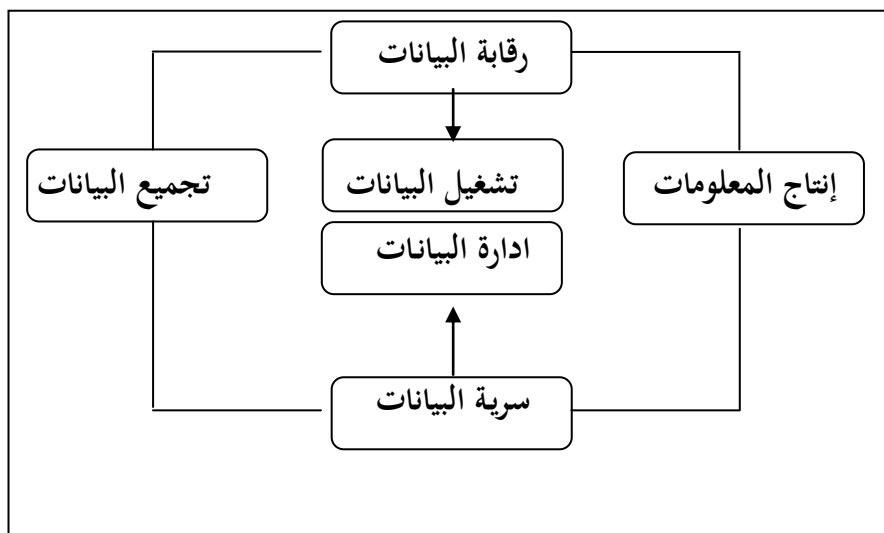 رقابة البيانات
إنتاج المعلومات
تشغيل البيانات
تجميع البيانات
ادارة البيانات
سرية البيانات